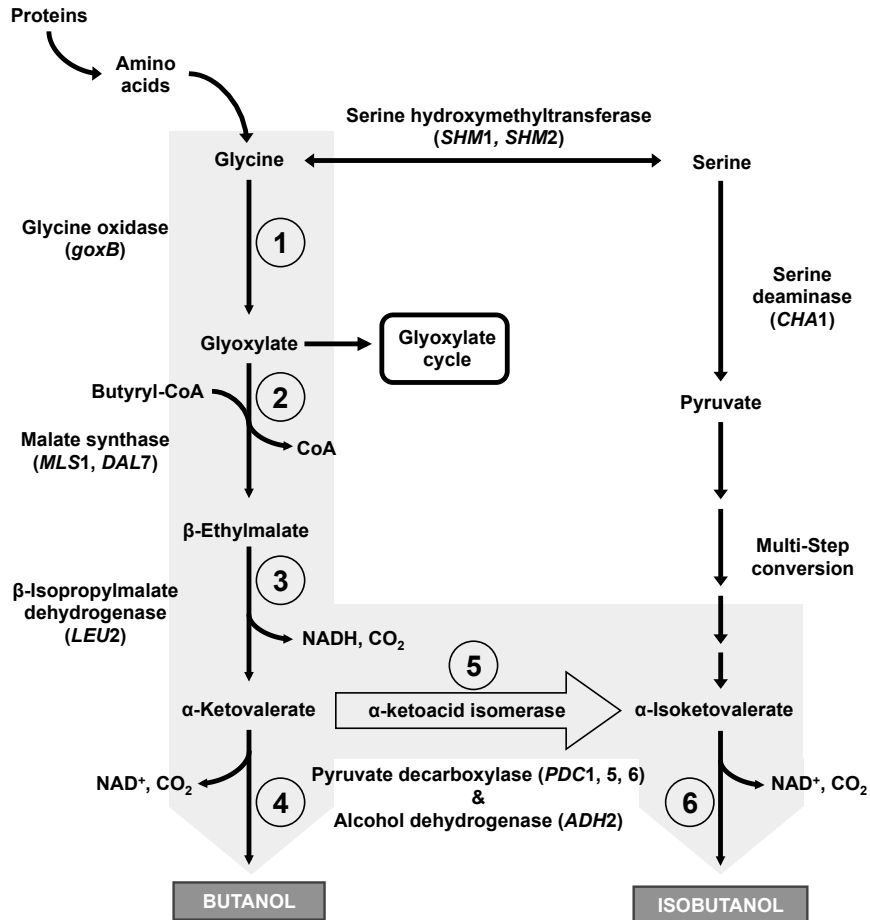 Proteins
Amino
acids
Serine hydroxymethyltransferase
(SHM1, SHM2)
Glycine
Serine
Glycine oxidase
(goxB)
1
Serine
deaminase
(CHA1)
Glyoxylate
Glyoxylate
cycle
Butyryl-CoA
2
Pyruvate
Malate synthase
(MLS1, DAL7)
CoA
β-Ethylmalate
Multi-Step
conversion
3
β-Isopropylmalate
dehydrogenase
(LEU2)
NADH, CO₂
5
α-Ketovalerate
α-ketoacid isomerase
α-Isoketovalerate
NAD⁺, CO₂
4
Pyruvate decarboxylase (PDC1, 5, 6)
&
Alcohol dehydrogenase (ADH2)
6
NAD⁺, CO₂
BUTANOL
ISOBUTANOL